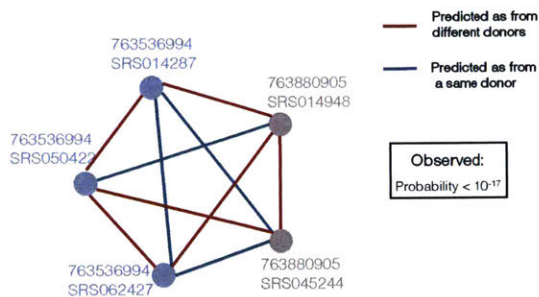 Predicted as from
different donors
Predicted as from
a same donor
763536994
SRS014287
763880905
SRS014948
763536994
SRS050422
Observed:
Probability < 10⁻¹⁷
763880905
SRS045244
763536994
SRS062427